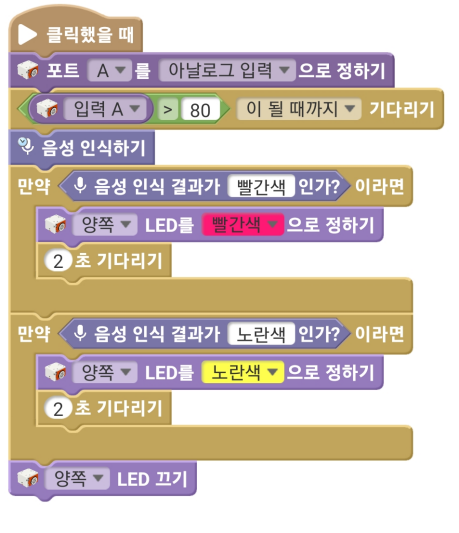 클릭했을 때
포트 A 를 아날로그 입력 으로 정하기
입력 A > 80 이 될 때까지 기다리기
음성 인식하기
만약 음성 인식 결과가 빨간색 인가? 이라면
양쪽 LED를 빨간색 으로 정하기
2 초 기다리기
만약 음성 인식 결과가 노란색 인가? 이라면
양쪽 LED를 노란색 으로 정하기
2 초 기다리기
양쪽 LED 끄기